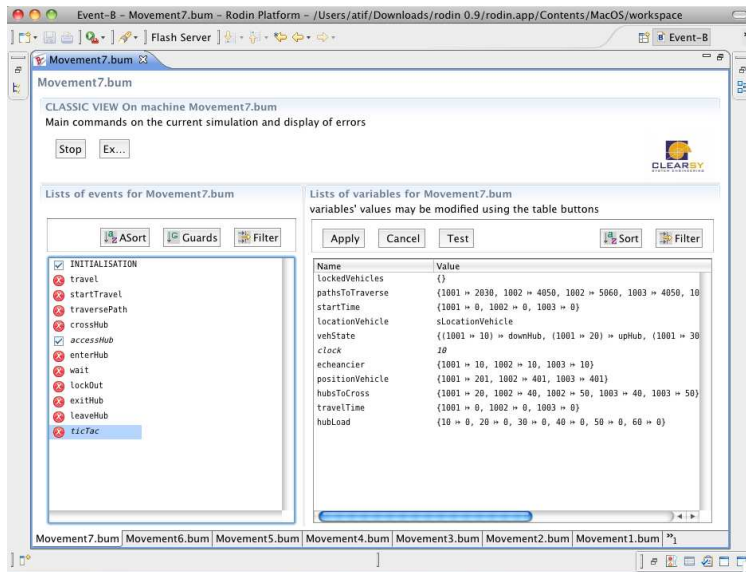 Event-B - Movement7.bum - Rodin Platform - /Users/atif/Downloads/rodin 0.9/rodin.app/Contents/MacOS/workspace
Flash Server
Event-B
Movement7.bum
Movement7.bum
CLASSIC VIEW On machine Movement7.bum
Main commands on the current simulation and display of errors
Stop Ex...
CLEARSY
SYSTEM ENGINEERING
Lists of events for Movement7.bum
ASort Guards Filter
INITIALISATION
travel
startTravel
traversePath
crossHub
accessHub
enterHub
wait
lockOut
exitHub
leaveHub
ticTac
Lists of variables for Movement7.bum
variables' values may be modified using the table buttons
Apply Cancel Test Sort Filter
Name Value
lockedVehicles {}
pathsToTraverse {1001 ↦ 2030, 1002 ↦ 4050, 1002 ↦ 5060, 1003 ↦ 4050, 10
startTime {1001 ↦ 0, 1002 ↦ 0, 1003 ↦ 0}
locationVehicle sLocationVehicle
vehState {(1001 ↦ 10) ↦ downHub, (1001 ↦ 20) ↦ upHub, (1001 ↦ 30
clock 10
echeancier {1001 ↦ 10, 1002 ↦ 10, 1003 ↦ 10}
positionVehicle {1001 ↦ 201, 1002 ↦ 401, 1003 ↦ 401}
hubsToCross {1001 ↦ 20, 1002 ↦ 40, 1002 ↦ 50, 1003 ↦ 40, 1003 ↦ 50}
travelTime {1001 ↦ 0, 1002 ↦ 0, 1003 ↦ 0}
hubLoad {10 ↦ 0, 20 ↦ 0, 30 ↦ 0, 40 ↦ 0, 50 ↦ 0, 60 ↦ 0}
Movement7.bum Movement6.bum Movement5.bum Movement4.bum Movement3.bum Movement2.bum Movement1.bum »1